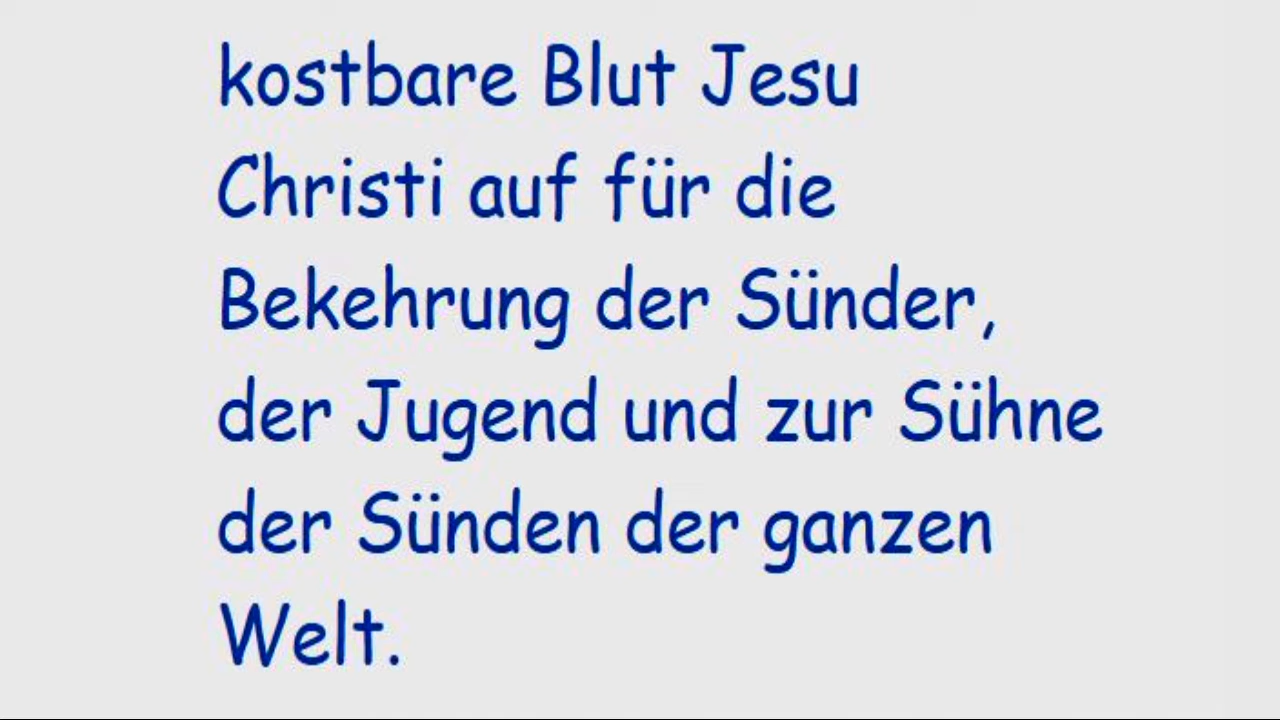 kostbare Blut Jesu
Christi auf für die
Bekehrung der Sünder,
der Jugend und zur Sühne
der Sünden der ganzen
Welt.